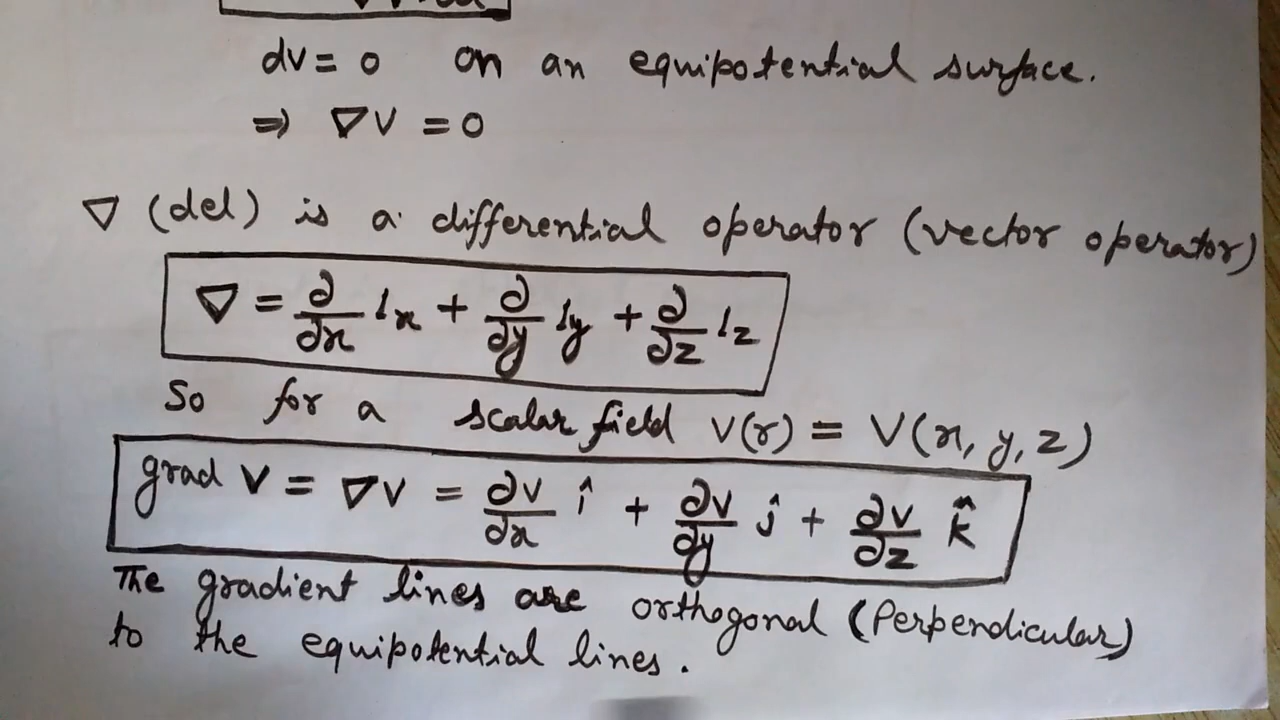 dv = 0 on an equipotential surface.
⇒ ∇V = 0
∇ (del) is a differential operator (vector operator)
∇ = ∂/∂x 1x + ∂/∂y 1y + ∂/∂z 1z
So for a scalar field V(r) = V(x, y, z)
grad V = ∇V = ∂V/∂x î + ∂V/∂y ĵ + ∂V/∂z k̂
The gradient lines are orthogonal (Perpendicular)
to the equipotential lines.